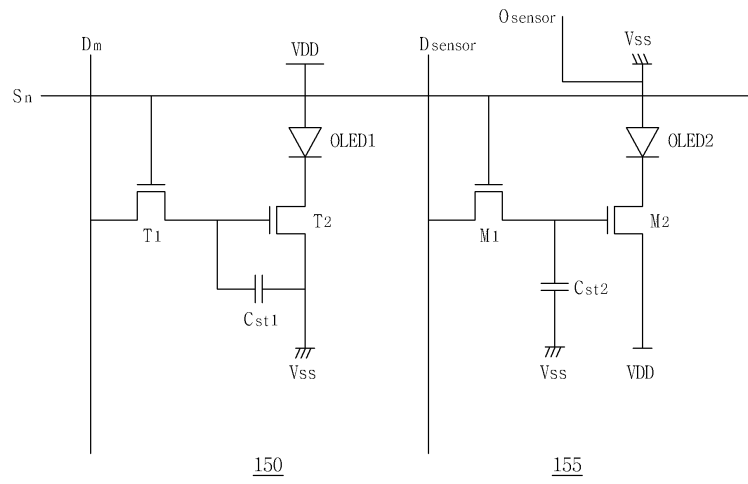 Osensor
Dm
VDD
Dsensor
Vss
Sn
OLED1
OLED2
T1
T2
M1
M2
Cst1
Cst2
Vss
Vss
VDD
150
155